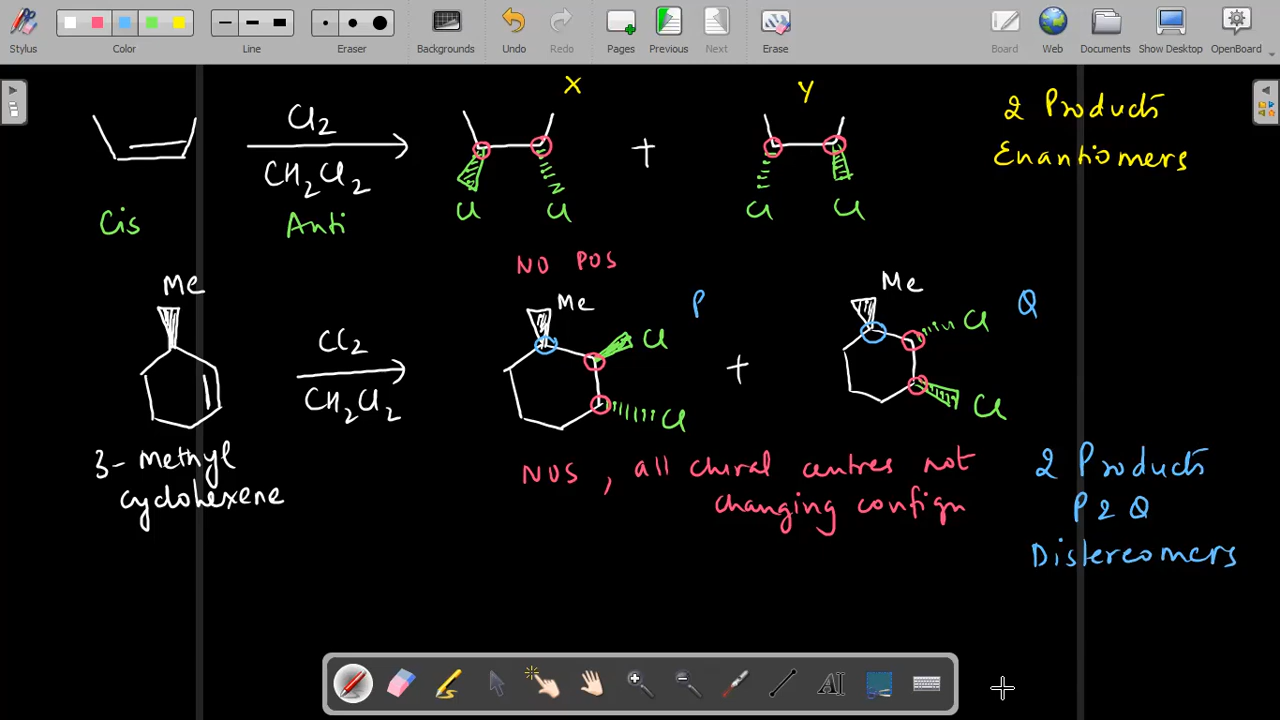 Stylus Color Line Eraser Backgrounds Undo Redo Pages Previous Next Erase Board Web Documents Show Desktop OpenBoard
X Y
2 Products
Enantiomers
Cl2
CH2Cl2
+
Cis Anti Cl Cl Cl Cl
NO POS
Me Me P Me Q
Cl2 Cl Cl
CH2Cl2 Cl + Cl
3- Methyl
cyclohexene
NOS, all chiral centres not
changing confign
2 Products
P & Q
Distereomers
AI